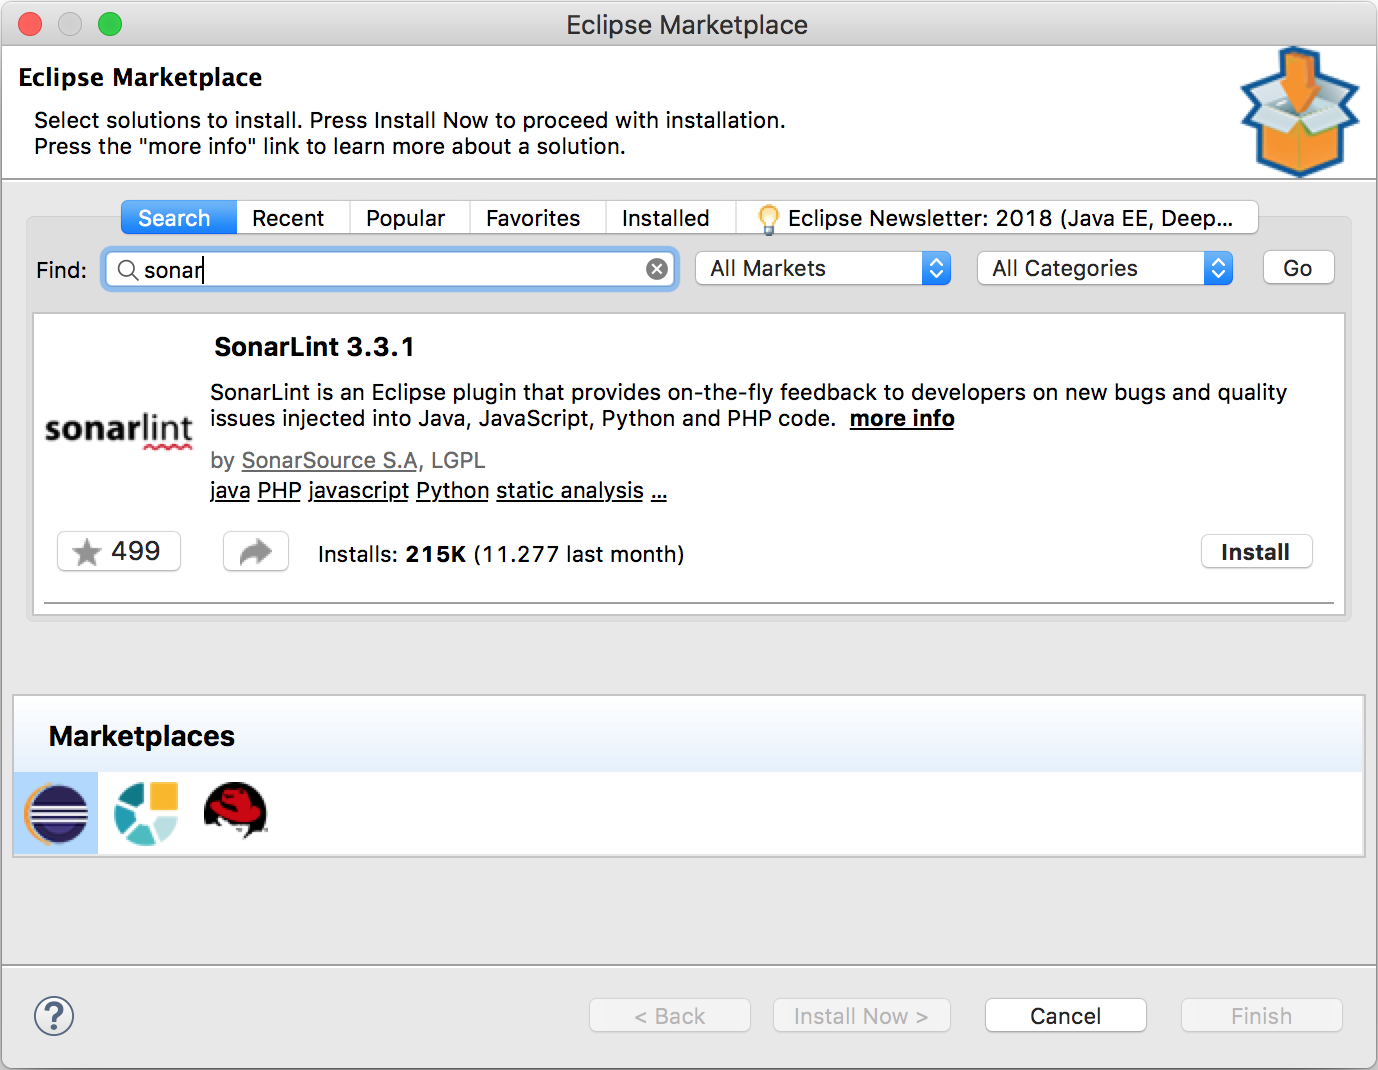 Eclipse Marketplace
Eclipse Marketplace
Select solutions to install. Press Install Now to proceed with installation.
Press the "more info" link to learn more about a solution.
Search Recent Popular Favorites Installed Eclipse Newsletter: 2018 (Java EE, Deep...
Find: sonar All Markets All Categories Go
SonarLint 3.3.1
SonarLint is an Eclipse plugin that provides on-the-fly feedback to developers on new bugs and quality
issues injected into Java, JavaScript, Python and PHP code. more info
sonarlint
by SonarSource S.A, LGPL
java PHP javascript Python static analysis ...
499 Installs: 215K (11.277 last month) Install
Marketplaces
? < Back Install Now > Cancel Finish